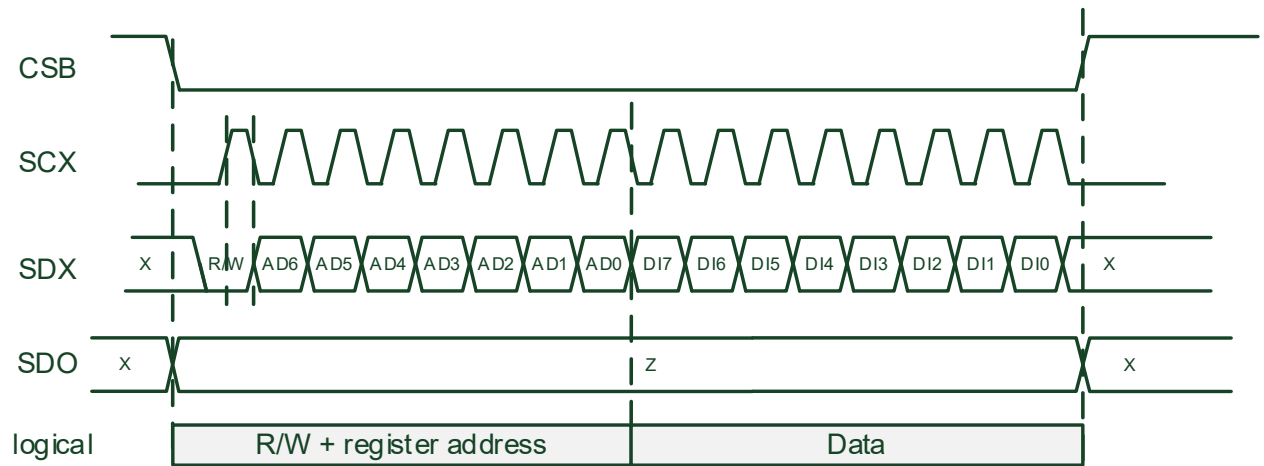 CSB
SCX
SDX X R/W AD6 AD5 AD4 AD3 AD2 AD1 AD0 DI7 DI6 DI5 DI4 DI3 DI2 DI1 DI0 X
SDO X Z X
logical R/W + register address Data